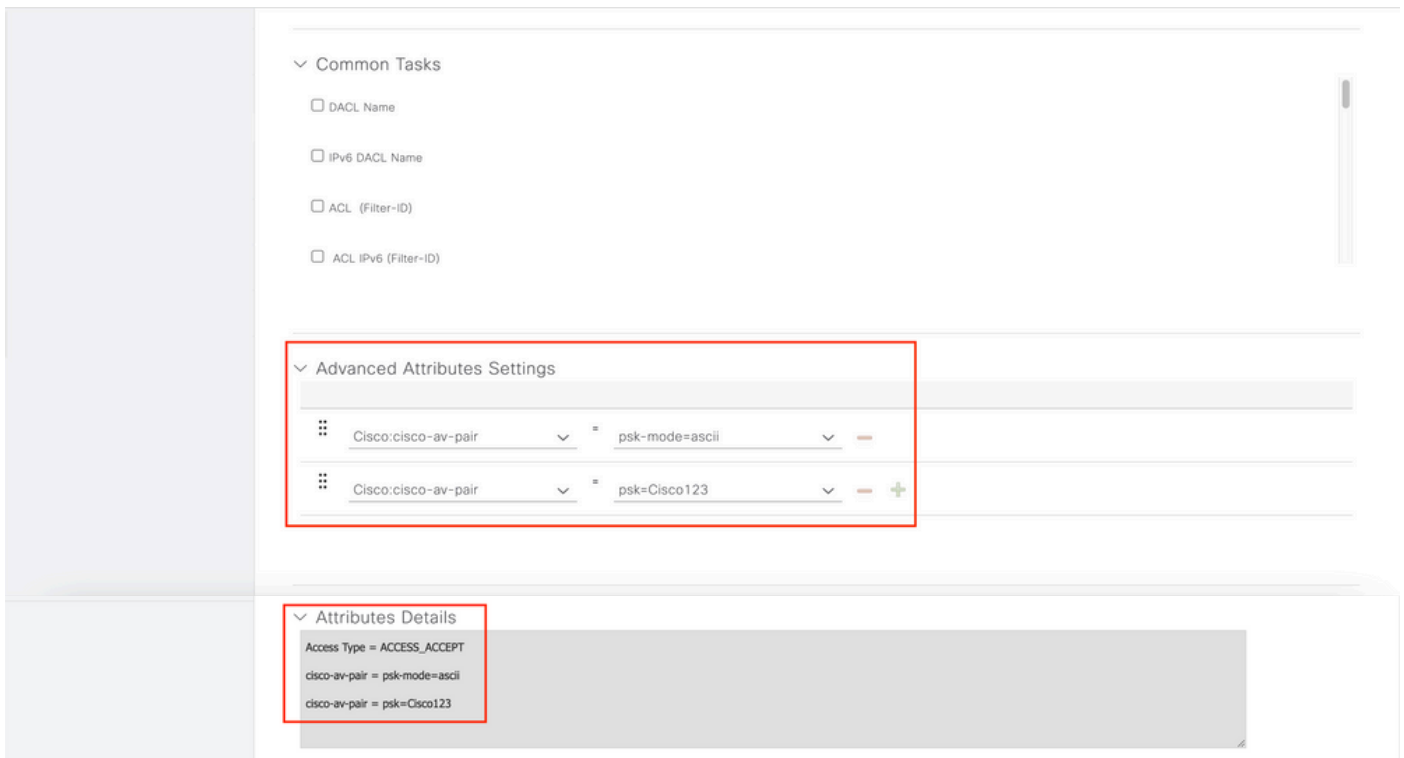 Common Tasks
DACL Name
IPv6 DACL Name
ACL (Filter-ID)
ACL IPv6 (Filter-ID)
Advanced Attributes Settings
Cisco:cisco-av-pair = psk-mode=ascii
Cisco:cisco-av-pair = psk=Cisco123
Attributes Details
Access Type = ACCESS_ACCEPT
cisco-av-pair = psk-mode=ascii
cisco-av-pair = psk=Cisco123